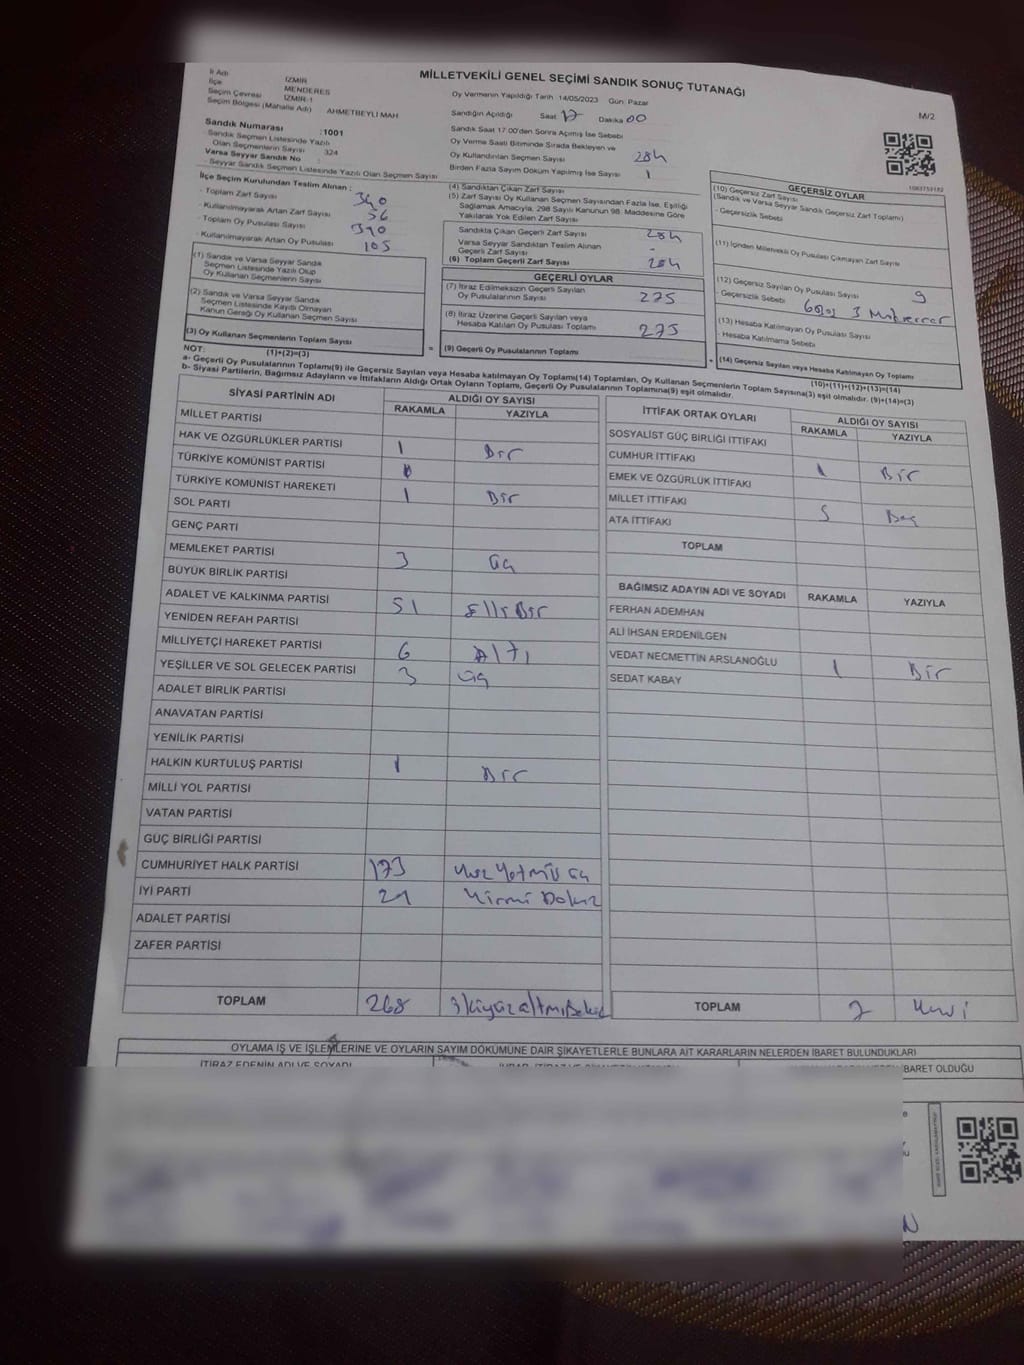 MİLLETVEKİLİ GENEL SEÇİMİ SANDIK SONUÇ TUTANAĞI
M/2
İl Adı İZMİR
İlçe MENDERES
Seçim Çevresi İZMİR-1
Seçim Bölgesi (Mahalle Adı) AHMETBEYLİ MAH
Sandık Numarası :1001
- Sandık Seçmen Listesinde Yazılı
Olan Seçmenlerin Sayısı : 324
Varsa Seyyar Sandık No :
- Seyyar Sandık Seçmen Listesinde Yazılı Olan Seçmen Sayısı
Oy Vermenin Yapıldığı Tarih :14/05/2023 Gün: Pazar
Sandığın Açıldığı Saat 17 Dakika 00
Sandık Saat 17.00'den Sonra Açılmış İse Sebebi
Oy Verme Saati Bitiminde Sırada Bekleyen ve
Oy Kullandırılan Seçmen Sayısı 284
Birden Fazla Sayım Döküm Yapılmış İse Sayısı 1
İlçe Seçim Kurulundan Teslim Alınan :
- Toplam Zarf Sayısı 340
- Kullanılmayarak Artan Zarf Sayısı 56
- Toplam Oy Pusulası Sayısı 390
- Kullanılmayarak Artan Oy Pusulası 105
(1) Sandık ve Varsa Seyyar Sandık
Seçmen Listesinde Yazılı Olup
Oy Kullanan Seçmenlerin Sayısı
(2) Sandık ve Varsa Seyyar Sandık
Seçmen Listesinde Kayıtlı Olmayan
Kanun Gereği Oy Kullanan Seçmen Sayısı
(3) Oy Kullanan Seçmenlerin Toplam Sayısı
(1)+(2)=(3)
(4) Sandıktan Çıkan Zarf Sayısı
(5) Zarf Sayısı Oy Kullanan Seçmen Sayısından Fazla İse, Eşitliği
Sağlamak Amacıyla, 298 Sayılı Kanunun 98. Maddesine Göre
Yakılarak Yok Edilen Zarf Sayısı
Sandıkta Çıkan Geçerli Zarf Sayısı 284
Varsa Seyyar Sandıktan Teslim Alınan
Geçerli Zarf Sayısı -
(6) Toplam Geçerli Zarf Sayısı 284
GEÇERLİ OYLAR
(7) İtiraz Edilmeksizin Geçerli Sayılan
Oy Pusulalarının Sayısı 275
(8) İtiraz Üzerine Geçerli Sayılan veya
Hesaba Katılan Oy Pusulaları Toplamı 275
= (9) Geçerli Oy Pusulalarının Toplamı
1083753182
GEÇERSİZ OYLAR
(10) Geçersiz Zarf Sayısı
(Sandık ve Varsa Seyyar Sandık Geçersiz Zarf Toplamı)
- Geçersizlik Sebebi
(11) İçinden Milletvekili Oy Pusulası Çıkmayan Zarf Sayısı
(12) Geçersiz Sayılan Oy Pusulası Sayısı 9
- Geçersizlik Sebebi
(13) Hesaba Katılmayan Oy Pusulası Sayısı
- Hesaba Katılmama Sebebi
+ (14) Geçersiz Sayılan veya Hesaba Katılmayan Oy Toplamı
(10)+(11)+(12)+(13)=(14)
NOT:
a- Geçerli Oy Pusulalarının Toplamı(9) ile Geçersiz Sayılan veya Hesaba katılmayan Oy Toplamı(14) Toplamları, Oy Kullanan Seçmenlerin Toplam Sayısına(3) eşit olmalıdır. (9)+(14)=(3)
b- Siyasi Partilerin, Bağımsız Adayların ve İttifakların Aldığı Ortak Oyların Toplamı, Geçerli Oy Pusulalarının Toplamına(9) eşit olmalıdır.
SİYASİ PARTİNİN ADI ALDIĞI OY SAYISI
RAKAMLA YAZIYLA
MİLLET PARTİSİ
HAK VE ÖZGÜRLÜKLER PARTİSİ 1 Bir
TÜRKİYE KOMÜNİST PARTİSİ
TÜRKİYE KOMÜNİST HAREKETİ 1 Bir
SOL PARTİ
GENÇ PARTİ
MEMLEKET PARTİSİ 3 üç
BÜYÜK BİRLİK PARTİSİ
ADALET VE KALKINMA PARTİSİ 51 Elli Bir
YENİDEN REFAH PARTİSİ
MİLLİYETÇİ HAREKET PARTİSİ 6 Altı
YEŞİLLER VE SOL GELECEK PARTİSİ 3 üç
ADALET BİRLİK PARTİSİ
ANAVATAN PARTİSİ
YENİLİK PARTİSİ
HALKIN KURTULUŞ PARTİSİ 1 Bir
MİLLİ YOL PARTİSİ
VATAN PARTİSİ
GÜÇ BİRLİĞİ PARTİSİ
CUMHURİYET HALK PARTİSİ 173 Yüz Yetmiş üç
İYİ PARTİ 29 Yirmi Dokuz
ADALET PARTİSİ
ZAFER PARTİSİ
TOPLAM 268 ikiyüzaltmışsekiz
İTTİFAK ORTAK OYLARI ALDIĞI OY SAYISI
RAKAMLA YAZIYLA
SOSYALİST GÜÇ BİRLİĞİ İTTİFAKI
CUMHUR İTTİFAKI 1 Bir
EMEK VE ÖZGÜRLÜK İTTİFAKI
MİLLET İTTİFAKI 5 Beş
ATA İTTİFAKI
TOPLAM
BAĞIMSIZ ADAYIN ADI VE SOYADI RAKAMLA YAZIYLA
FERHAN ADEMHAN
ALİ İHSAN ERDENİLGEN
VEDAT NECMETTİN ARSLANOĞLU 1 Bir
SEDAT KABAY
TOPLAM 7 Yedi
OYLAMA İŞ VE İŞLEMLERİNE VE OYLARIN SAYIM DÖKÜMÜNE DAİR ŞİKAYETLERLE BUNLARA AİT KARARLARIN NELERDEN İBARET BULUNDUKLARI
İTİRAZ EDENİN ADI VE SOYADI
İBARET OLDUĞU